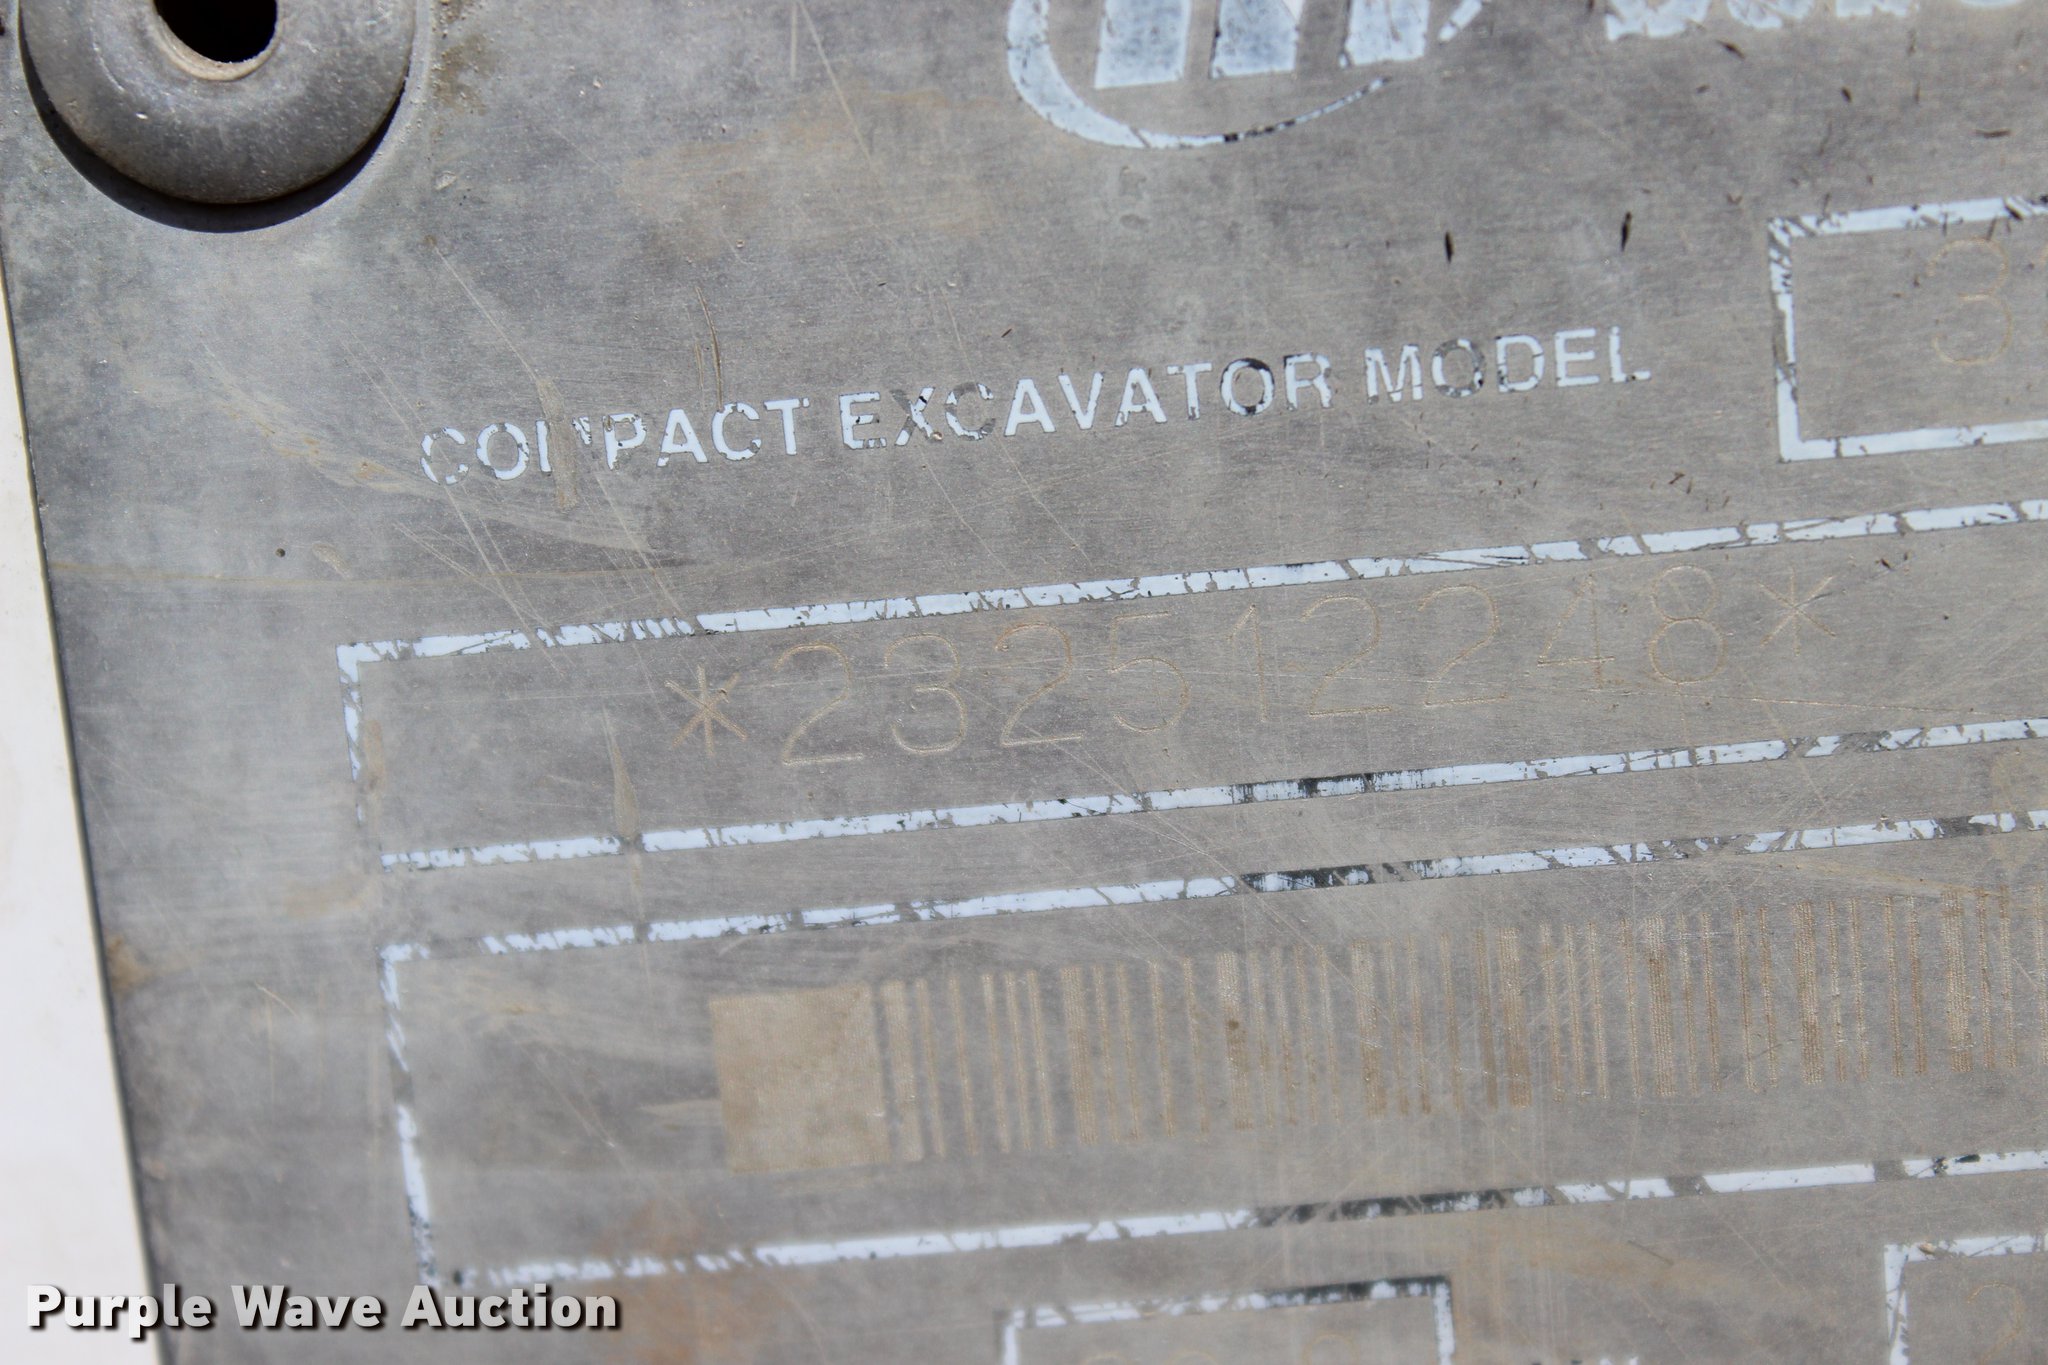 COMPACT EXCAVATOR MODEL
*232512248*
Purple Wave Auction